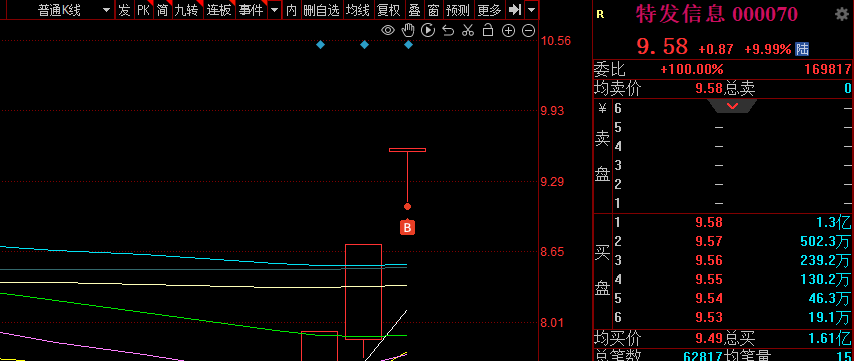 普通K线 发 PK 简 九转 连板 事件 内 删自选 均线 复权 叠 窗 预测 更多
10.56
9.93
9.29
B
8.65
8.01
R 特发信息 000070
9.58 +0.87 +9.99% 陆
委比 +100.00% 169817
均卖价 9.58 总卖 0
¥ 6 —
卖盘
5 — —
4 — —
3 — —
2 — —
1 — —
买盘
1 9.58 1.3亿
2 9.57 502.3万
3 9.56 239.2万
4 9.55 130.2万
5 9.54 46.3万
6 9.53 19.1万
均买价 9.49 总买 1.61亿
总笔数 62817 均笔量 15